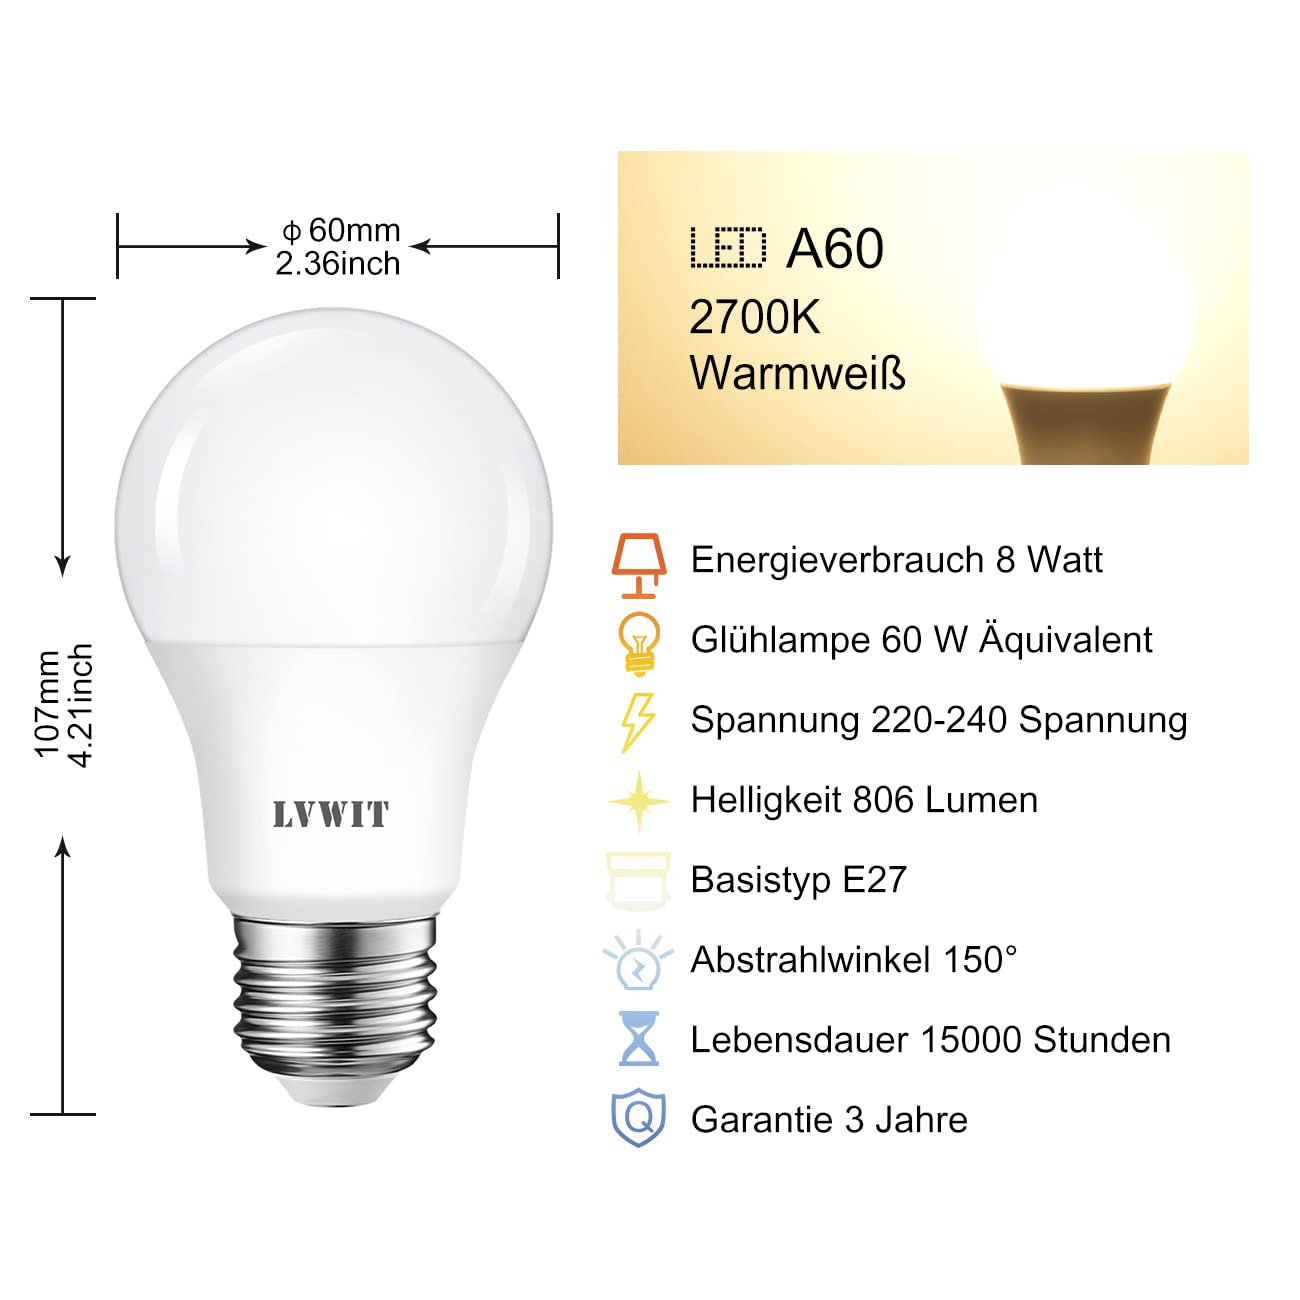 ф 60mm
2.36inch
107mm
4.21inch
LVWIT
LED A60
2700K
Warmweiß
Energieverbrauch 8 Watt
Glühlampe 60 W Äquivalent
Spannung 220-240 Spannung
Helligkeit 806 Lumen
Basistyp E27
Abstrahlwinkel 150°
Lebensdauer 15000 Stunden
Q Garantie 3 Jahre